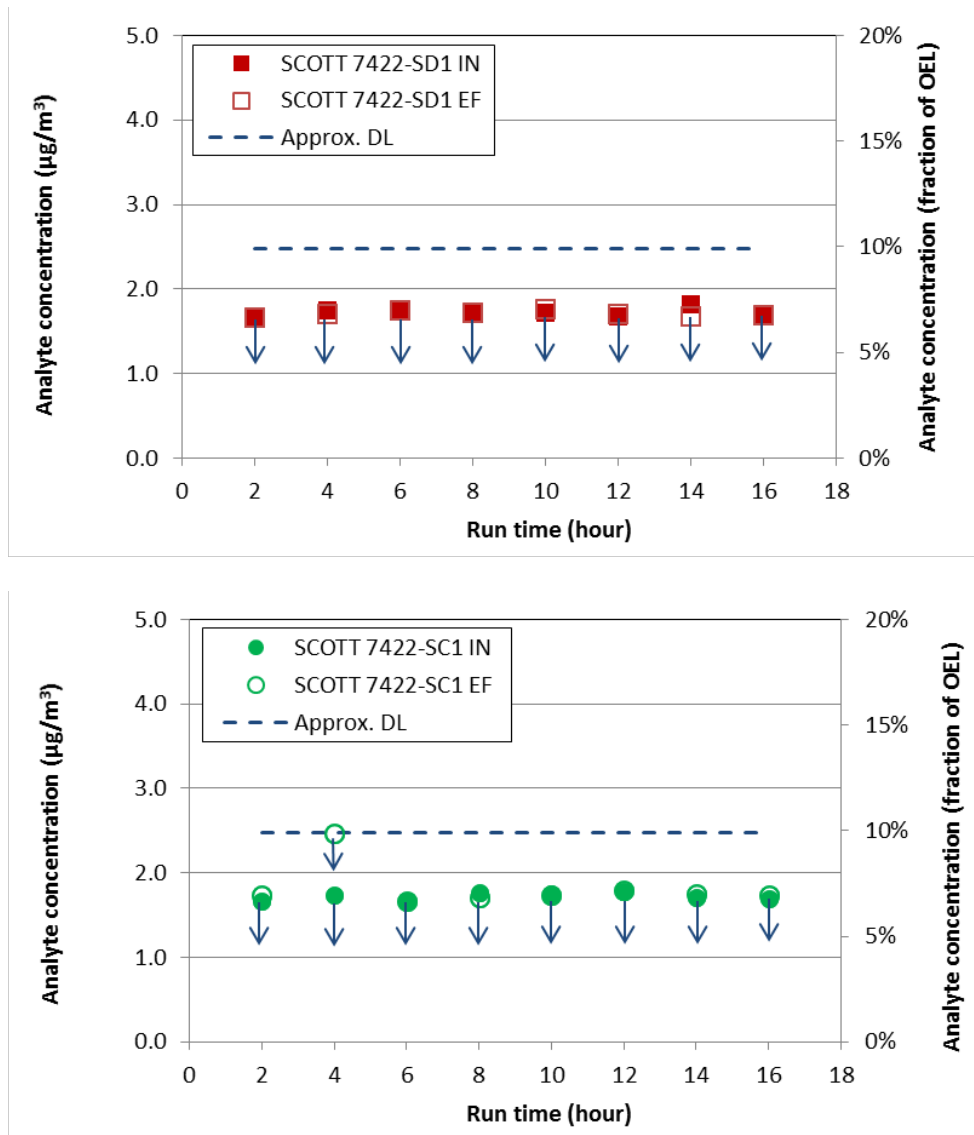 5.0
4.0
3.0
2.0
1.0
0.0
Analyte concentration (µg/m³)
SCOTT 7422-SD1 IN
SCOTT 7422-SD1 EF
Approx. DL
20%
15%
10%
5%
0%
Analyte concentration (fraction of OEL)
0 2 4 6 8 10 12 14 16 18
Run time (hour)
5.0
4.0
3.0
2.0
1.0
0.0
Analyte concentration (µg/m³)
SCOTT 7422-SC1 IN
SCOTT 7422-SC1 EF
Approx. DL
20%
15%
10%
5%
0%
Analyte concentration (fraction of OEL)
0 2 4 6 8 10 12 14 16 18
Run time (hour)